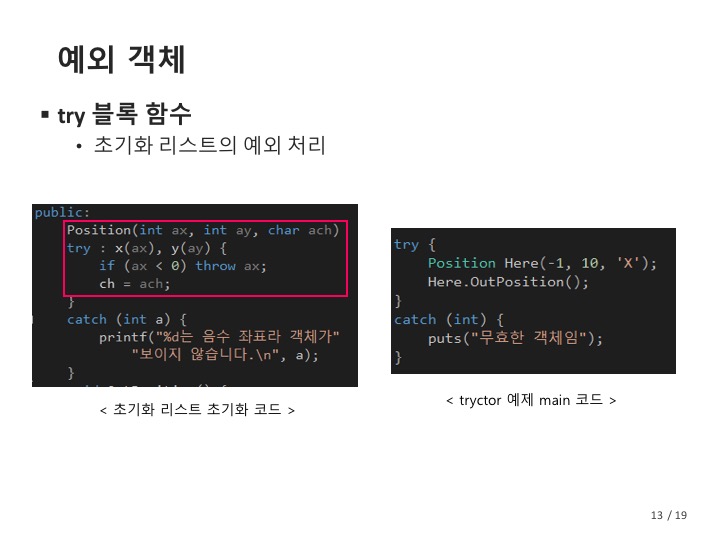 예외 객체
▪ try 블록 함수
• 초기화 리스트의 예외 처리
public:
Position(int ax, int ay, char ach)
try : x(ax), y(ay) {
if (ax < 0) throw ax;
ch = ach;
}
catch (int a) {
printf("%d는 음수 좌표라 객체가"
"보이지 않습니다.\n", a);
}
< 초기화 리스트 초기화 코드 >
try {
Position Here(-1, 10, 'X');
Here.OutPosition();
}
catch (int) {
puts("무효한 객체임");
}
< tryctor 예제 main 코드 >
13 / 19